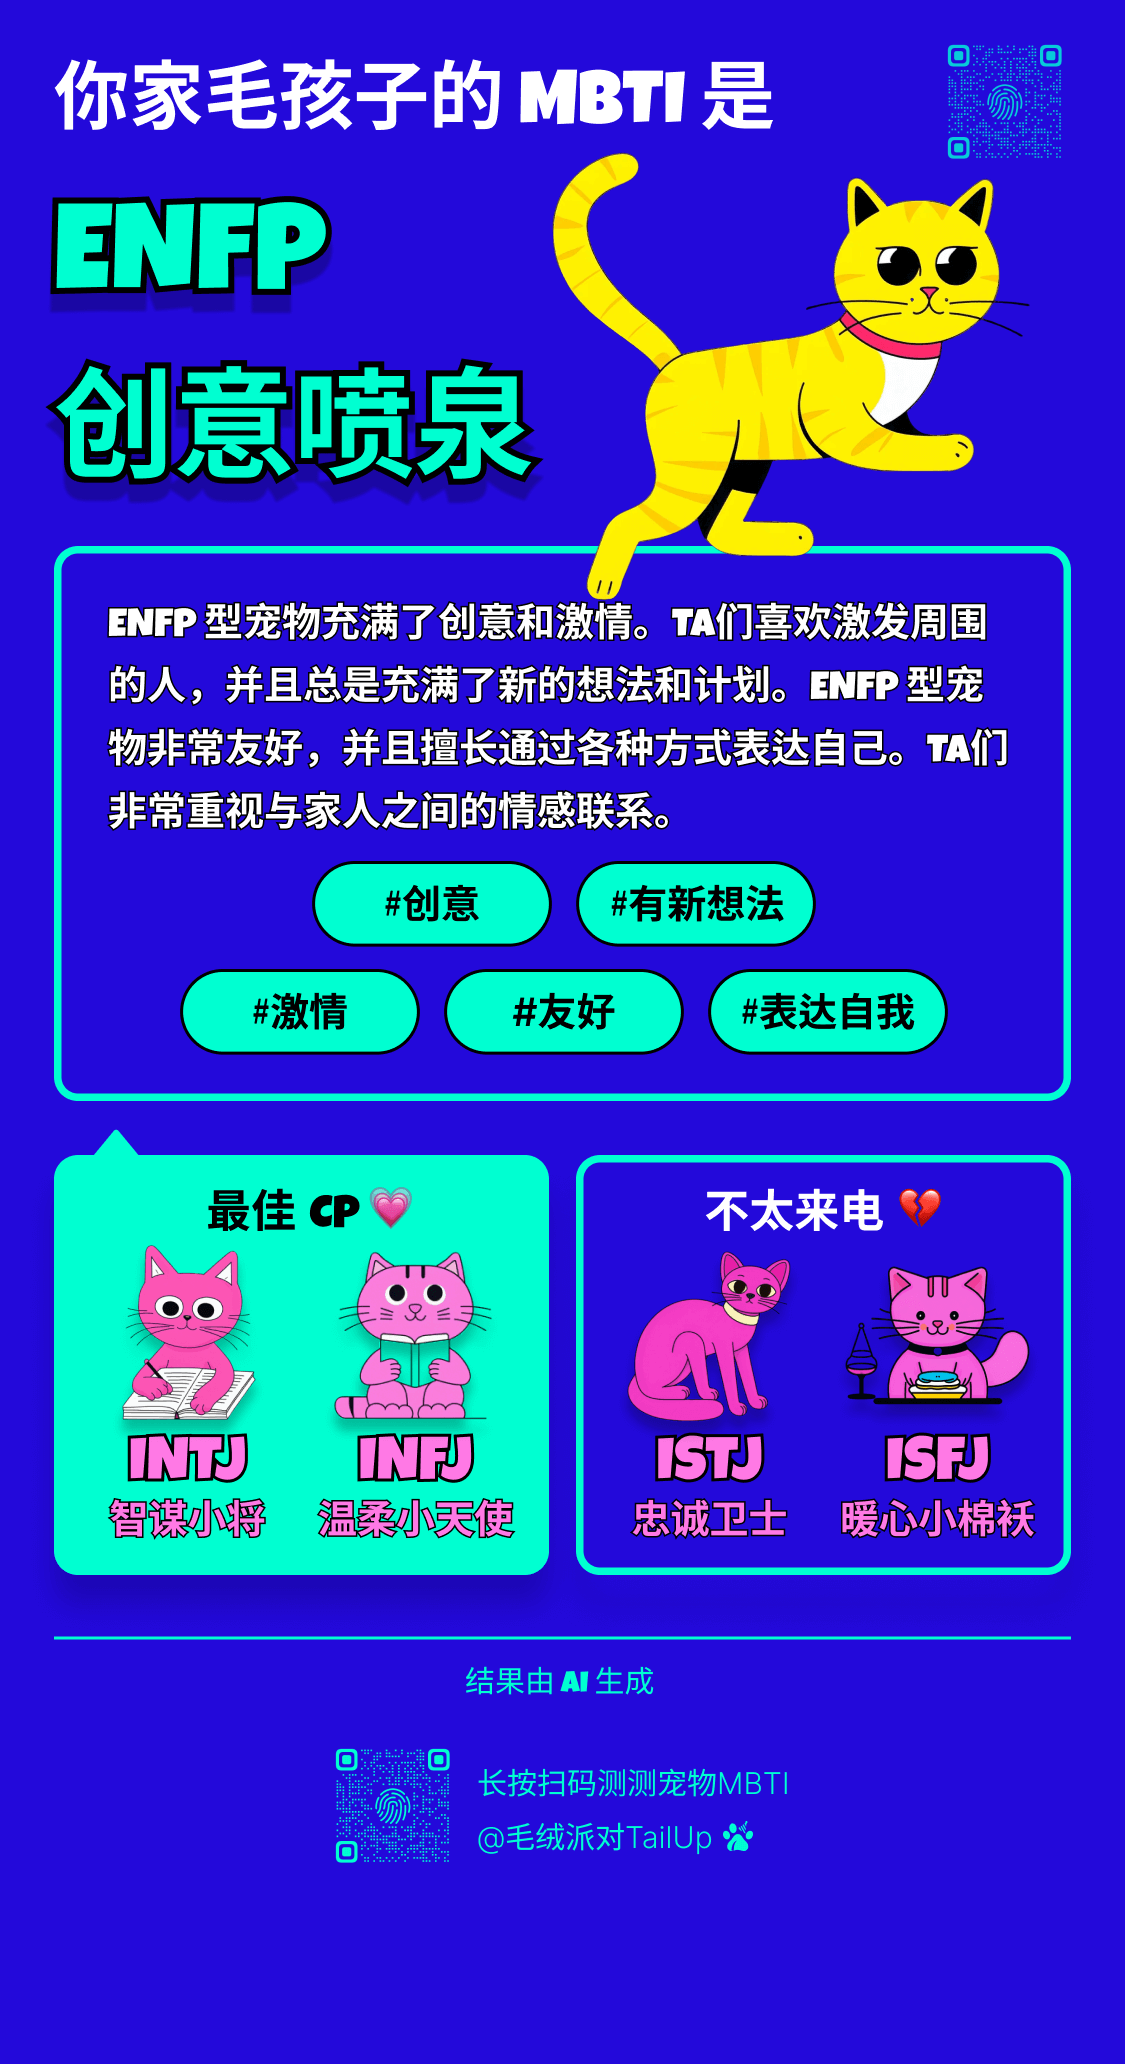 你家毛孩子的 MBTI 是
ENFP
创意喷泉
ENFP 型宠物充满了创意和激情。TA们喜欢激发周围
的人，并且总是充满了新的想法和计划。ENFP 型宠
物非常友好，并且擅长通过各种方式表达自己。TA们
非常重视与家人之间的情感联系。
#创意 #有新想法
#激情 #友好 #表达自我
最佳 CP
INTJ INFJ
智谋小将 温柔小天使
不太来电
ISTJ ISFJ
忠诚卫士 暖心小棉袄
结果由 AI 生成
长按扫码测测宠物MBTI
@毛绒派对TailUp